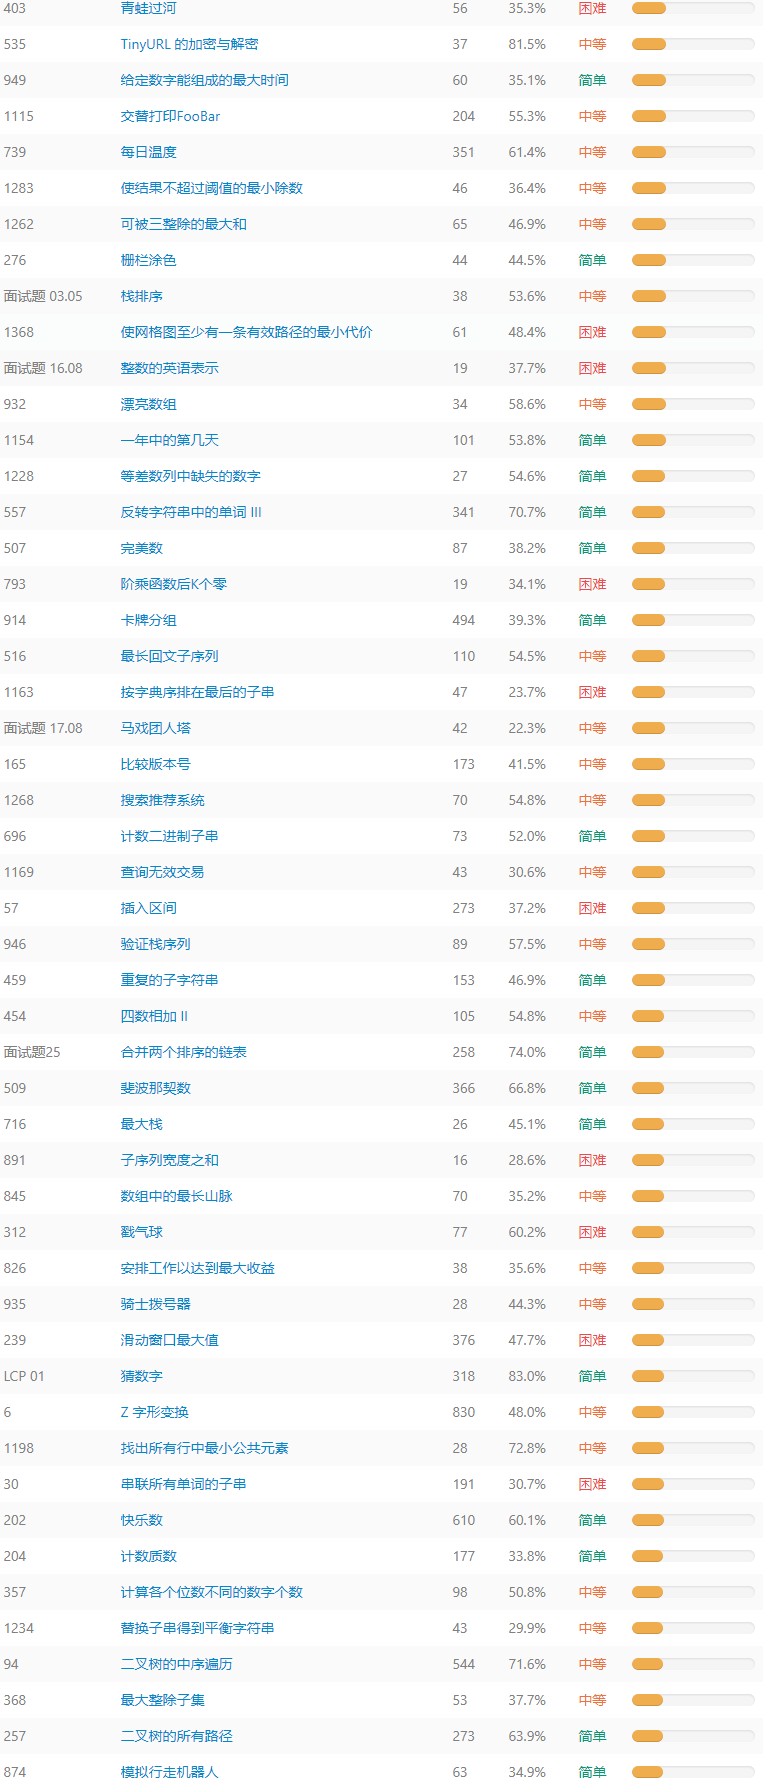 403 青蛙过河 56 35.3% 困难
535 TinyURL 的加密与解密 37 81.5% 中等
949 给定数字能组成的最大时间 60 35.1% 简单
1115 交替打印FooBar 204 55.3% 中等
739 每日温度 351 61.4% 中等
1283 使结果不超过阈值的最小除数 46 36.4% 中等
1262 可被三整除的最大和 65 46.9% 中等
276 栅栏涂色 44 44.5% 简单
面试题 03.05 栈排序 38 53.6% 中等
1368 使网格图至少有一条有效路径的最小代价 61 48.4% 困难
面试题 16.08 整数的英语表示 19 37.7% 困难
932 漂亮数组 34 58.6% 中等
1154 一年中的第几天 101 53.8% 简单
1228 等差数列中缺失的数字 27 54.6% 简单
557 反转字符串中的单词 III 341 70.7% 简单
507 完美数 87 38.2% 简单
793 阶乘函数后K个零 19 34.1% 困难
914 卡牌分组 494 39.3% 简单
516 最长回文子序列 110 54.5% 中等
1163 按字典序排在最后的子串 47 23.7% 困难
面试题 17.08 马戏团人塔 42 22.3% 中等
165 比较版本号 173 41.5% 中等
1268 搜索推荐系统 70 54.8% 中等
696 计数二进制子串 73 52.0% 简单
1169 查询无效交易 43 30.6% 中等
57 插入区间 273 37.2% 困难
946 验证栈序列 89 57.5% 中等
459 重复的子字符串 153 46.9% 简单
454 四数相加 II 105 54.8% 中等
面试题25 合并两个排序的链表 258 74.0% 简单
509 斐波那契数 366 66.8% 简单
716 最大栈 26 45.1% 简单
891 子序列宽度之和 16 28.6% 困难
845 数组中的最长山脉 70 35.2% 中等
312 戳气球 77 60.2% 困难
826 安排工作以达到最大收益 38 35.6% 中等
935 骑士拨号器 28 44.3% 中等
239 滑动窗口最大值 376 47.7% 困难
LCP 01 猜数字 318 83.0% 简单
6 Z 字形变换 830 48.0% 中等
1198 找出所有行中最小公共元素 28 72.8% 中等
30 串联所有单词的子串 191 30.7% 困难
202 快乐数 610 60.1% 简单
204 计数质数 177 33.8% 简单
357 计算各个位数不同的数字个数 98 50.8% 中等
1234 替换子串得到平衡字符串 43 29.9% 中等
94 二叉树的中序遍历 544 71.6% 中等
368 最大整除子集 53 37.7% 中等
257 二叉树的所有路径 273 63.9% 简单
874 模拟行走机器人 63 34.9% 简单